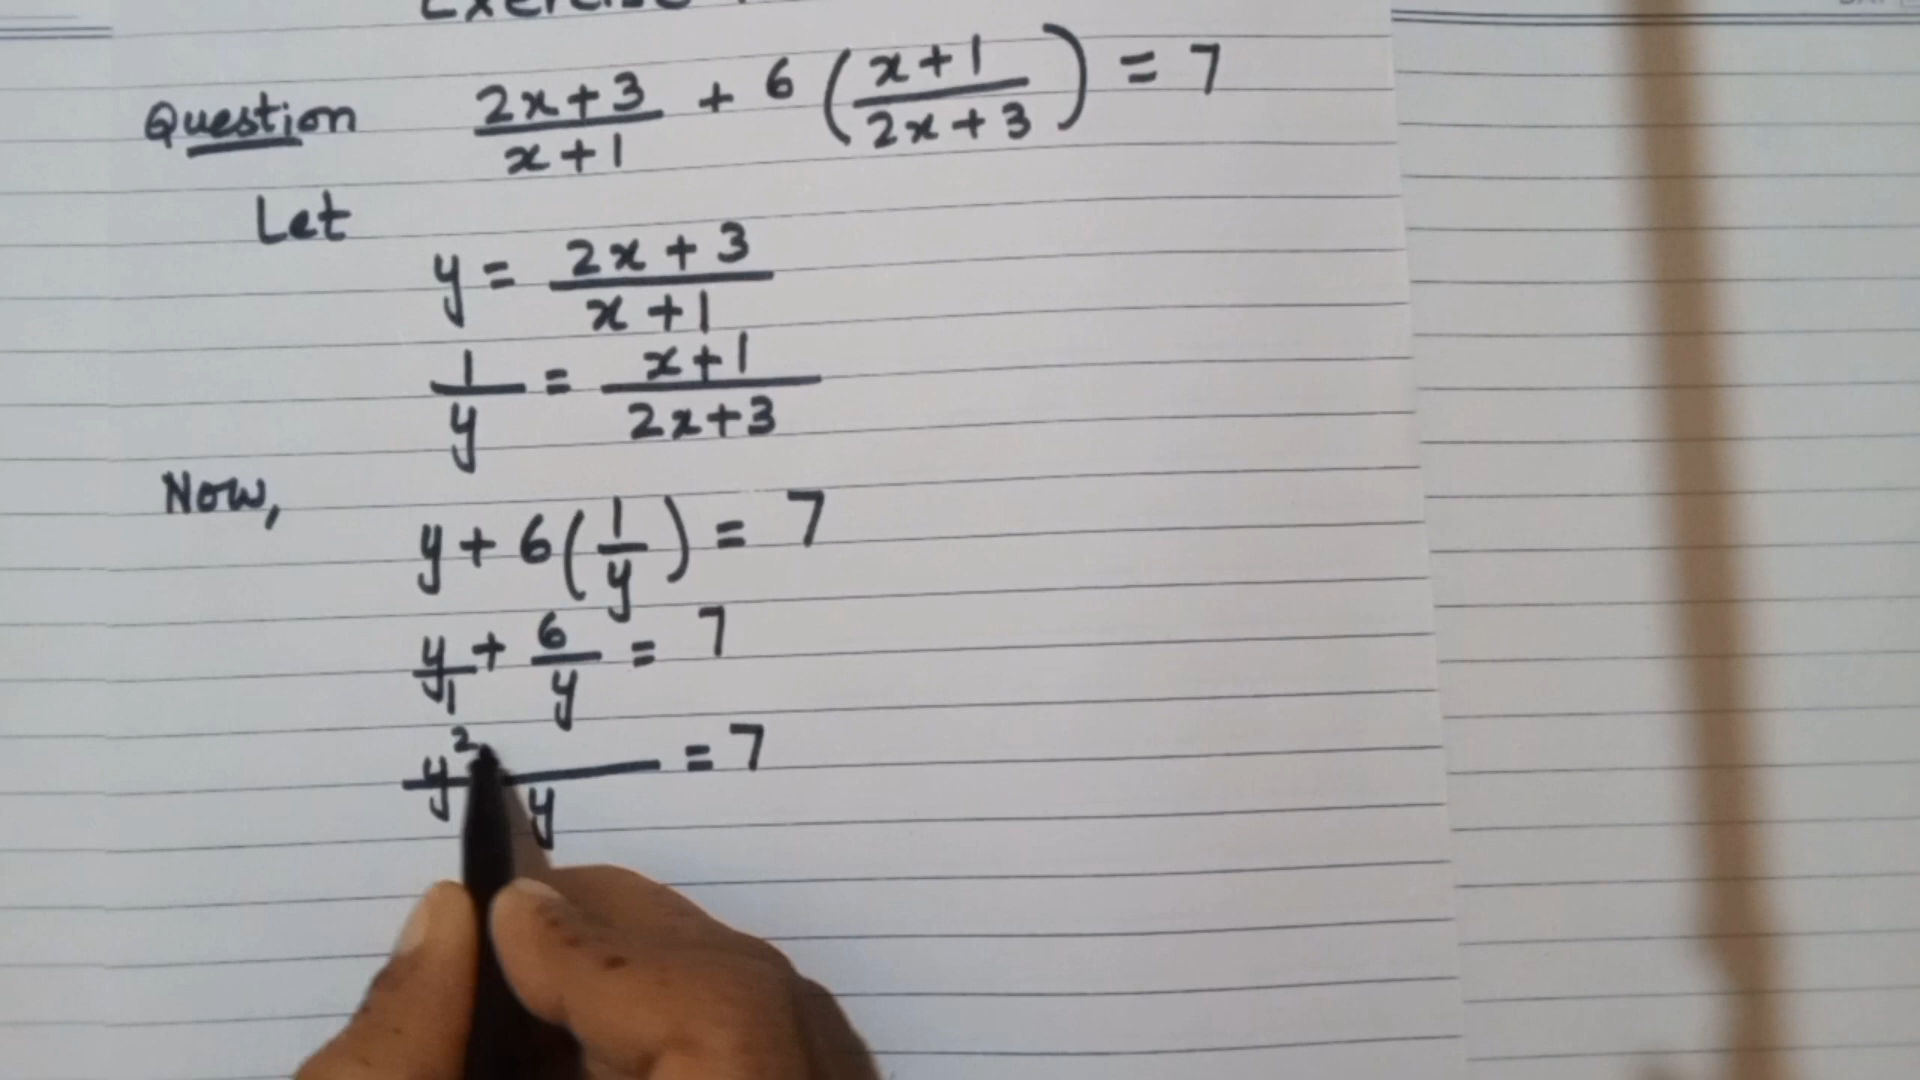 Exercise
Question (2x+3)/(x+1) + 6((x+1)/(2x+3)) = 7
Let
y = (2x+3)/(x+1)
1/y = (x+1)/(2x+3)
Now,
y + 6(1/y) = 7
y/1 + 6/y = 7
y²/y = 7